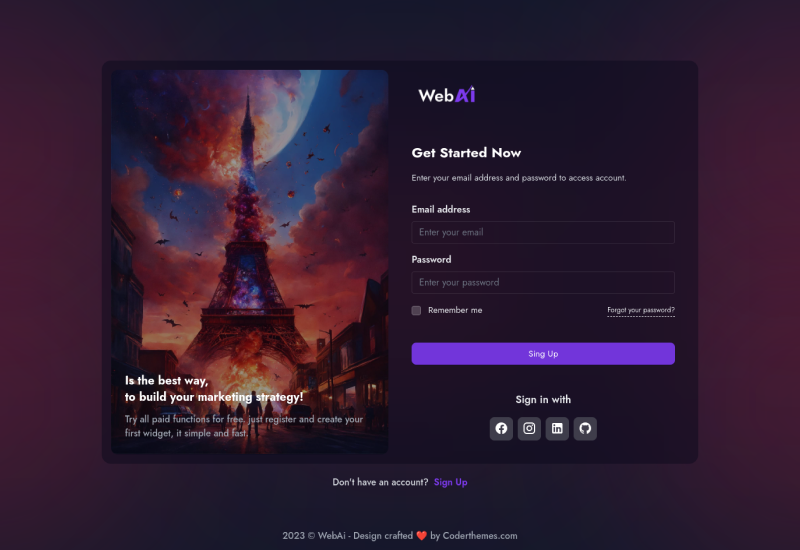 WebAi
Get Started Now
Enter your email address and password to access account.
Email address
Enter your email
Password
Enter your password
Remember me
Forgot your password?
Sing Up
Sign in with
Is the best way,
to build your marketing strategy!
Try all paid functions for free. just register and create your
first widget, it simple and fast.
Don't have an account? Sign Up
2023 © WebAi - Design crafted ❤️ by Coderthemes.com